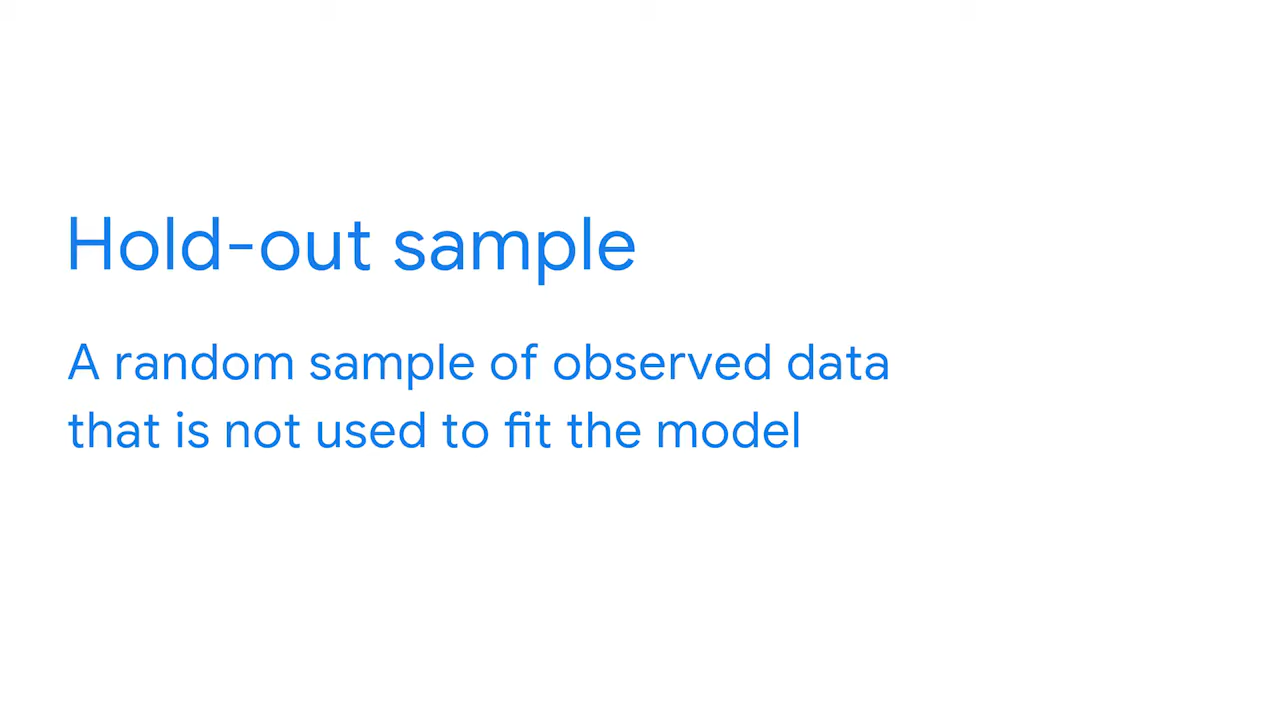 Hold-out sample
A random sample of observed data
that is not used to fit the model